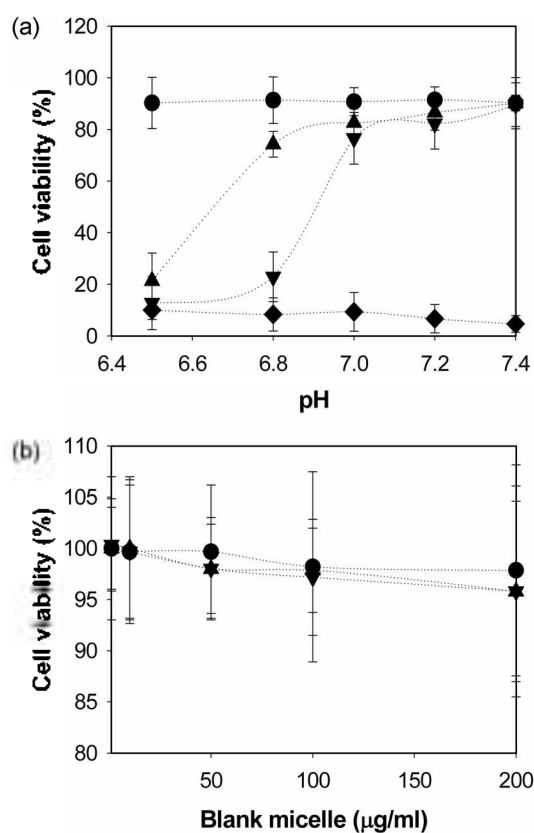 (a)
120
100
80
60
40
20
0
Cell viability (%)
6.4 6.6 6.8 7.0 7.2 7.4
pH
(b)
110
105
100
95
90
85
80
Cell viability (%)
50 100 150 200
Blank micelle (μg/ml)